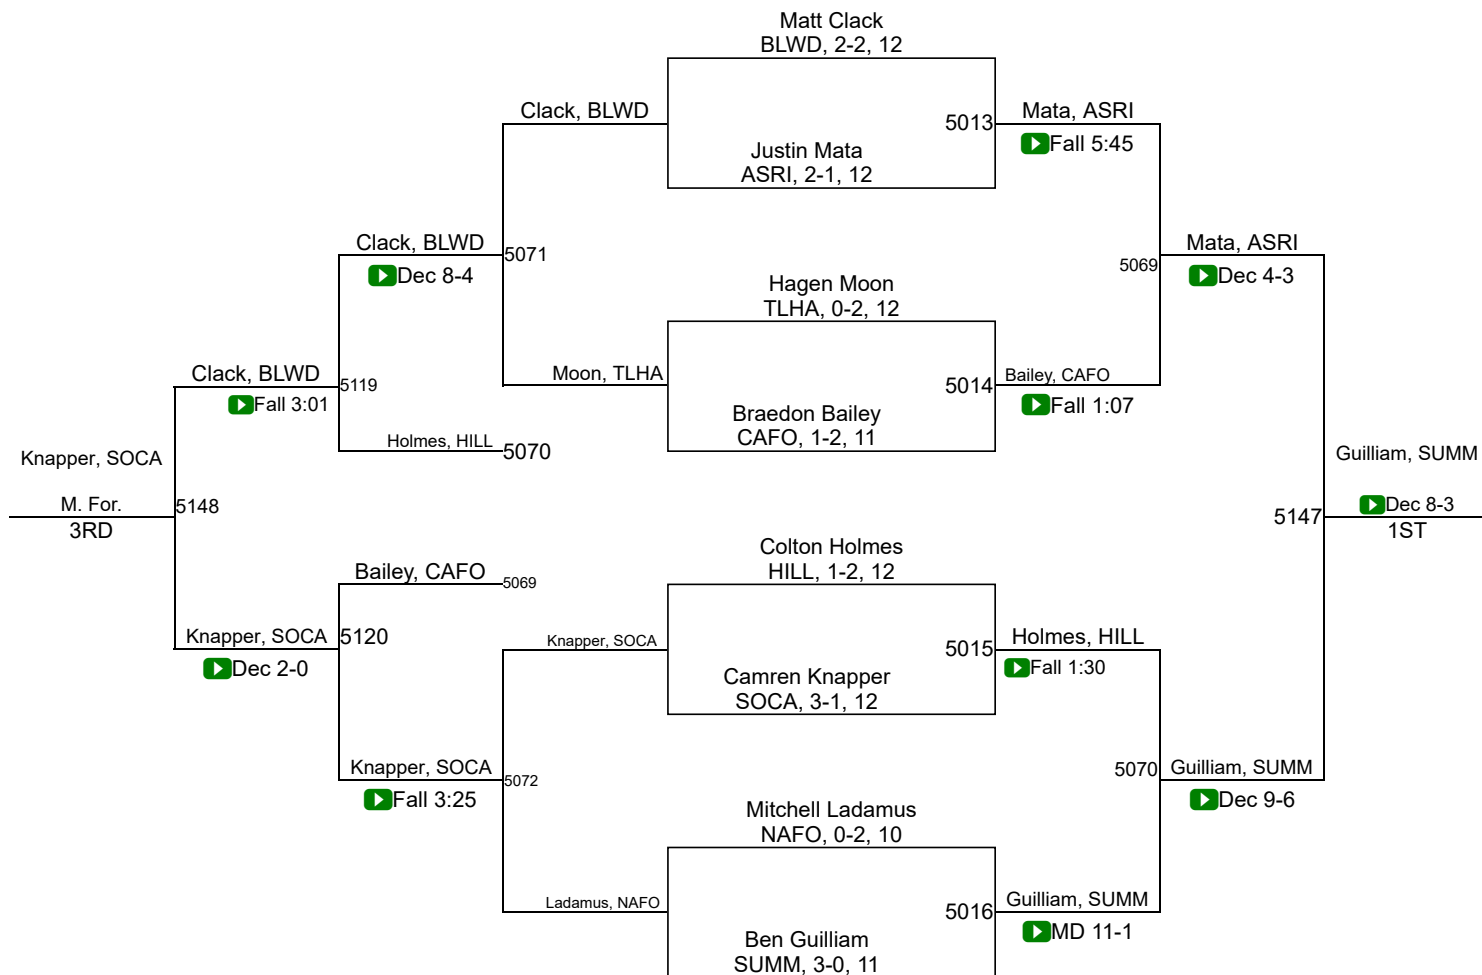 Matt Clack
BLWD, 2-2, 12
Clack, BLWD
5013
Mata, ASRI
Fall 5:45
Justin Mata
ASRI, 2-1, 12
Clack, BLWD
Dec 8-4
5071
5069
Mata, ASRI
Dec 4-3
Hagen Moon
TLHA, 0-2, 12
Clack, BLWD
Fall 3:01
5119
Moon, TLHA
5014
Bailey, CAFO
Fall 1:07
Braedon Bailey
CAFO, 1-2, 11
Holmes, HILL
5070
Knapper, SOCA
M. For.
3RD
5148
5147
Guilliam, SUMM
Dec 8-3
1ST
Colton Holmes
HILL, 1-2, 12
Bailey, CAFO
5069
Knapper, SOCA
Dec 2-0
5120
Knapper, SOCA
5015
Holmes, HILL
Fall 1:30
Camren Knapper
SOCA, 3-1, 12
Knapper, SOCA
Fall 3:25
5072
5070
Guilliam, SUMM
Dec 9-6
Mitchell Ladamus
NAFO, 0-2, 10
Ladamus, NAFO
5016
Guilliam, SUMM
MD 11-1
Ben Guilliam
SUMM, 3-0, 11